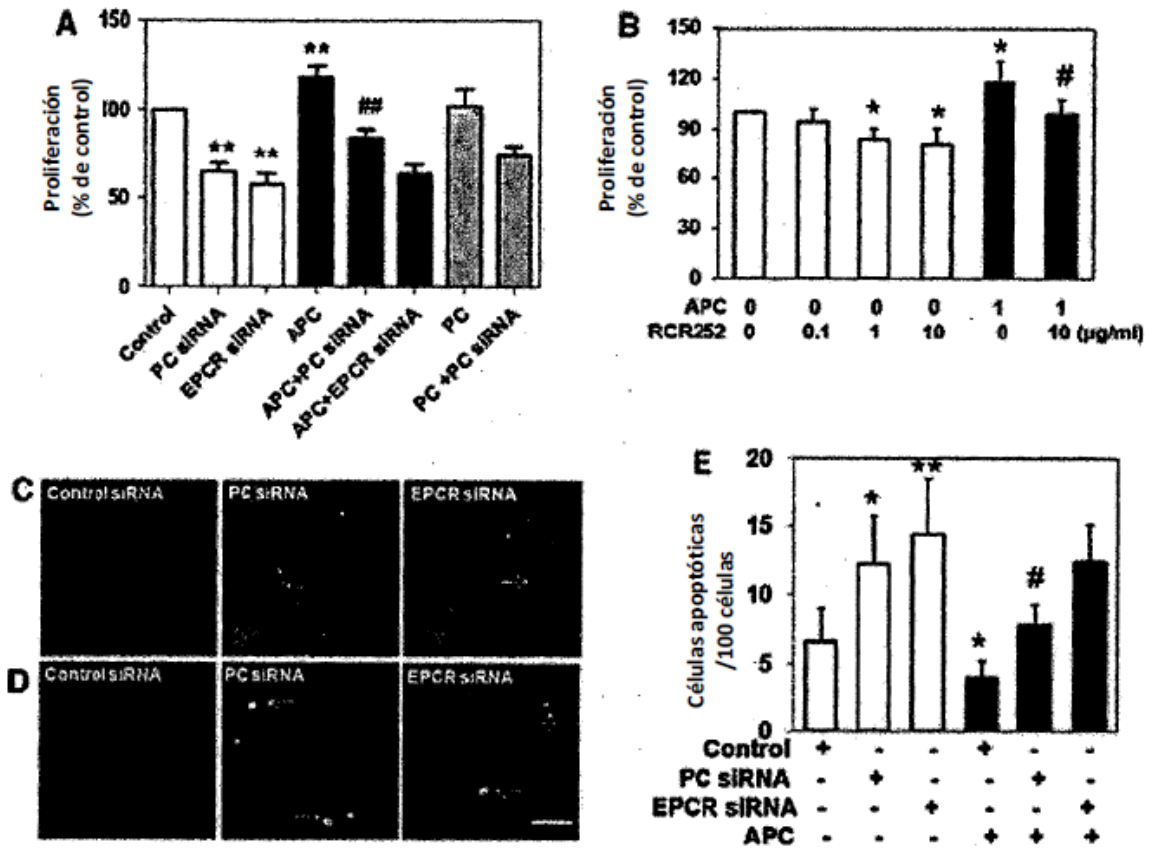 A
Proliferación
(% de control)
150
100
50
0
** ** ** ##
Control
PC siRNA
EPCR siRNA
APC
APC+PC siRNA
APC+EPCR siRNA
PC
PC +PC siRNA
B
Proliferación
(% de control)
150
120
90
60
30
0
* * * #
APC 0 0 0 0 1 1
RCR252 0 0.1 1 10 0 10 (µg/ml)
C
Control siRNA
PC siRNA
EPCR siRNA
D
Control siRNA
PC siRNA
EPCR siRNA
E
Células apoptóticas
/100 células
20
15
10
5
0
* ** * #
Control + - - + - -
PC siRNA - + - - + -
EPCR siRNA - - + - - +
APC - - - + + +